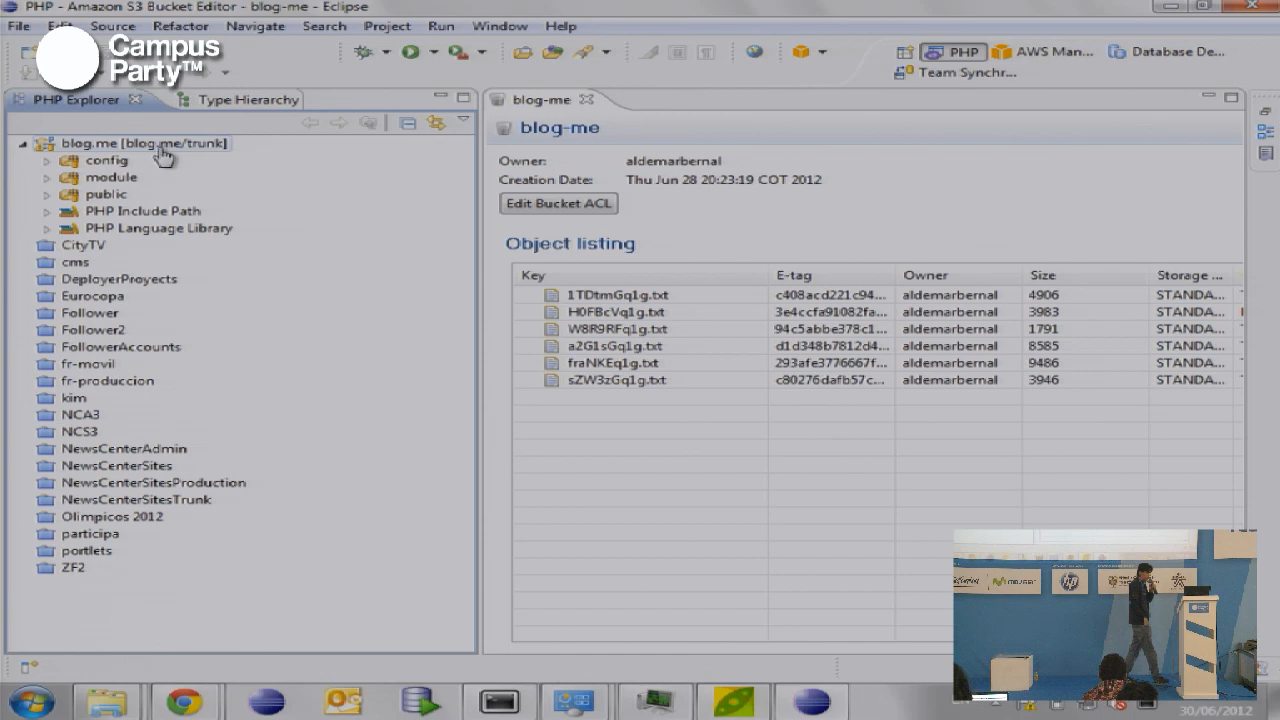 PHP - Amazon S3 Bucket Editor - blog-me - Eclipse
File Source Refactor Navigate Search Project Run Window Help
Campus
Party™
PHP AWS Man... Database De...
Team Synchr...
PHP Explorer Type Hierarchy
blog-me
blog.me [blog.me/trunk]
config
module
public
PHP Include Path
PHP Language Library
CityTV
cms
DeployerProyects
Eurocopa
Follower
Follower2
FollowerAccounts
fr-movil
fr-produccion
kim
NCA3
NCS3
NewsCenterAdmin
NewsCenterSites
NewsCenterSitesProduction
NewsCenterSitesTrunk
Olimpicos 2012
participa
portlets
ZF2
blog-me
Owner: aldemarbernal
Creation Date: Thu Jun 28 20:23:19 COT 2012
Edit Bucket ACL
Object listing
Key E-tag Owner Size Storage ...
1TDtmGq1g.txt c408acd221c94... aldemarbernal 4906 STANDA...
H0FBcVq1g.txt 3e4ccfa91082fa... aldemarbernal 3983 STANDA...
W8R9RFq1g.txt 94c5abbe378c1... aldemarbernal 1791 STANDA...
a2G1sGq1g.txt d1d348b7812d4... aldemarbernal 8585 STANDA...
fraNKEq1g.txt 293afe3776667f... aldemarbernal 9486 STANDA...
sZW3zGq1g.txt c80276dafb57c... aldemarbernal 3946 STANDA...
hp
30/06/2012